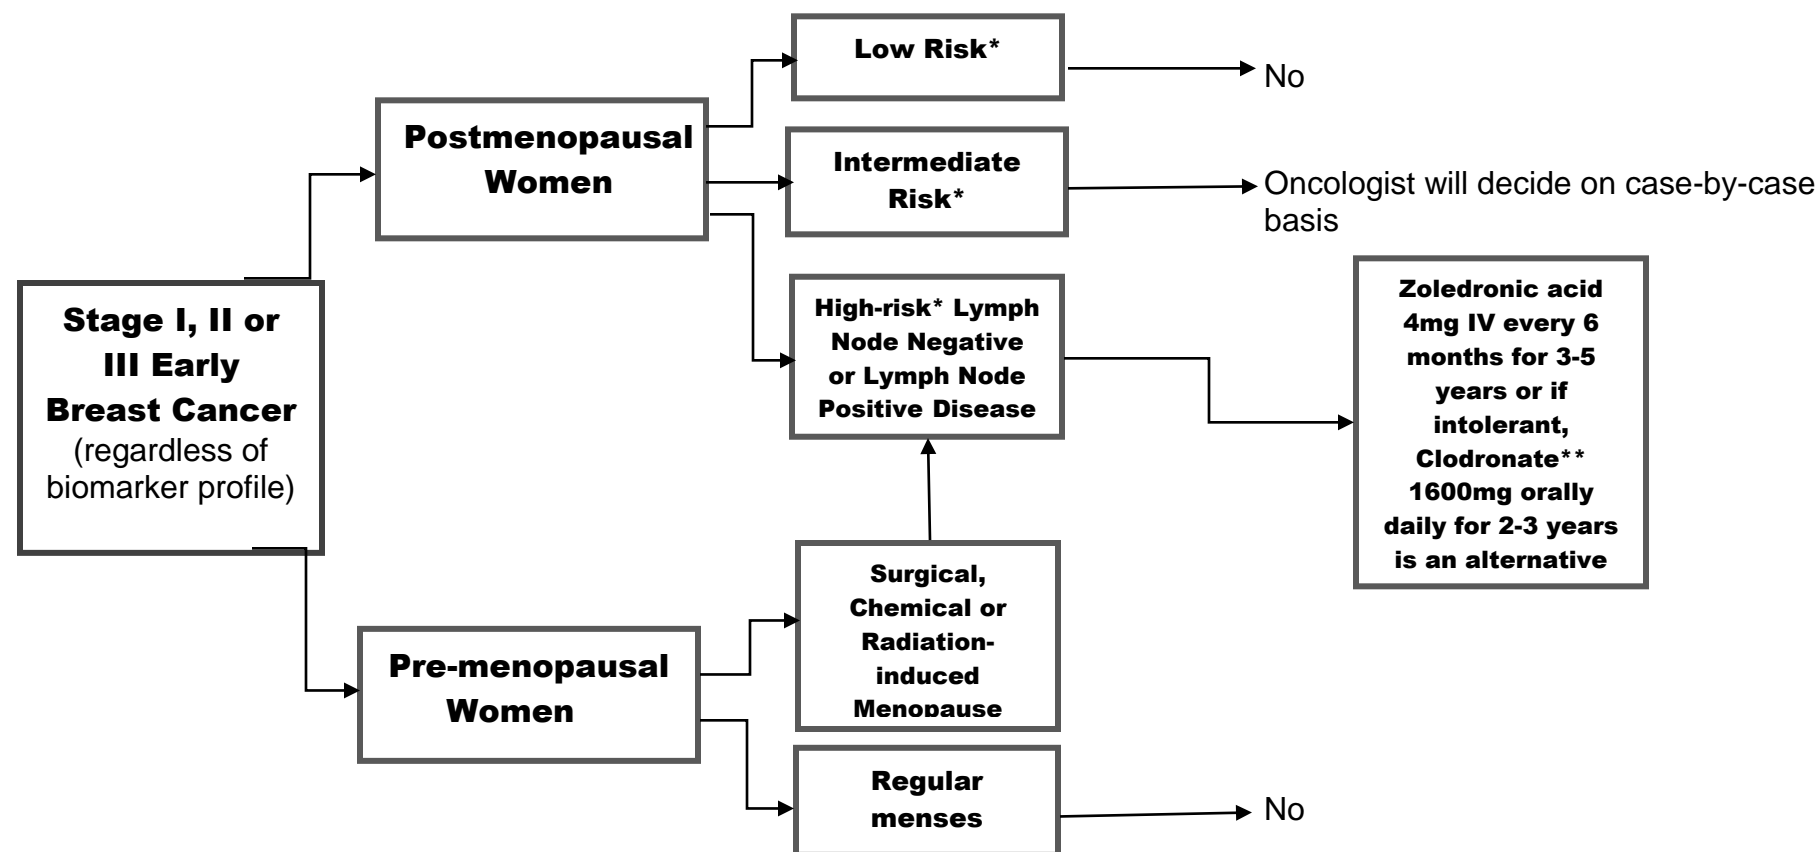 Low Risk*
No
Postmenopausal
Women
Intermediate
Risk*
Oncologist will decide on case-by-case
basis
Stage I, II or
III Early
Breast Cancer
(regardless of
biomarker profile)
High-risk* Lymph
Node Negative
or Lymph Node
Positive Disease
Zoledronic acid
4mg IV every 6
months for 3-5
years or if
intolerant,
Clodronate**
1600mg orally
daily for 2-3 years
is an alternative
Pre-menopausal
Women
Surgical,
Chemical or
Radiation-
induced
Menopause
Regular
menses
No